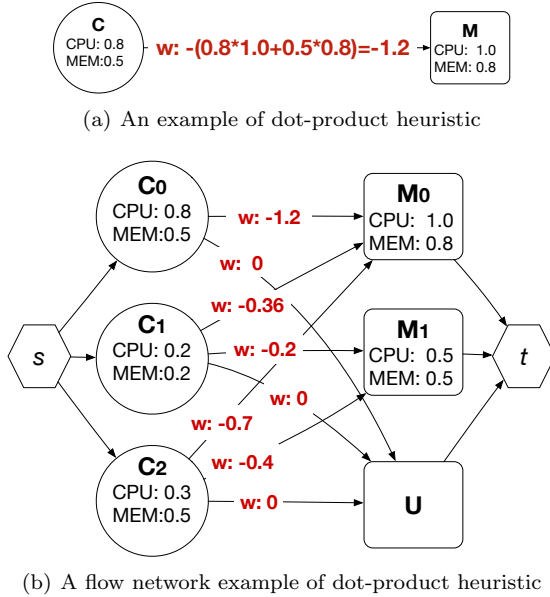 C
CPU: 0.8
MEM:0.5
w: -(0.8*1.0+0.5*0.8)=-1.2
M
CPU: 1.0
MEM: 0.8
(a) An example of dot-product heuristic
C0
CPU: 0.8
MEM:0.5
w: -1.2
M0
CPU: 1.0
MEM: 0.8
w: 0
w: -0.36
s
C1
CPU: 0.2
MEM:0.2
w: -0.2
M1
CPU: 0.5
MEM: 0.5
t
w: 0
w: -0.7
w: -0.4
C2
CPU: 0.3
MEM:0.5
w: 0
U
(b) A flow network example of dot-product heuristic